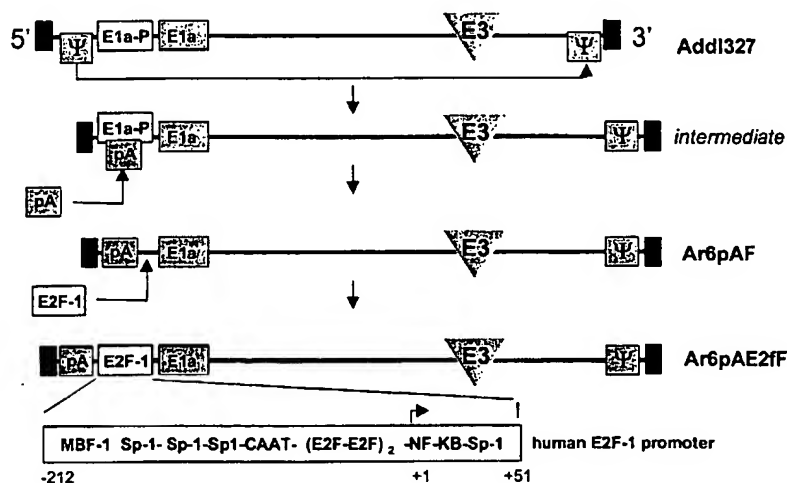 5' Ψ E1a-P E1a E3 Ψ 3' Addl327
E1a-P pA E1a E3 Ψ intermediate
pA
pA E1a E3 Ψ Ar6pAF
E2F-1
pA E2F-1 E1a E3 Ψ Ar6pAE2fF
MBF-1 Sp-1- Sp-1-Sp1-CAAT- (E2F-E2F)2 -NF-KB-Sp-1 human E2F-1 promoter
-212 +1 +51